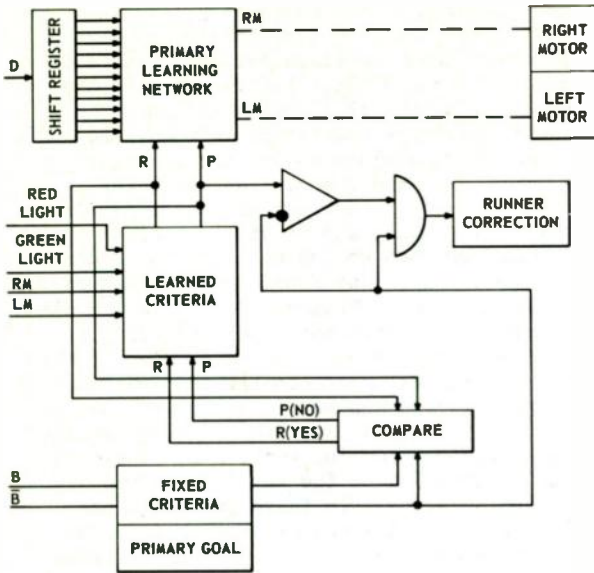 RM
D
SHIFT REGISTER
PRIMARY
LEARNING
NETWORK
RIGHT
MOTOR
LM
LEFT
MOTOR
R
P
RED
LIGHT
GREEN
LIGHT
RM
LM
LEARNED
CRITERIA
RUNNER
CORRECTION
R
P
P(NO)
R(YES)
COMPARE
B
B̅
FIXED
CRITERIA
PRIMARY GOAL